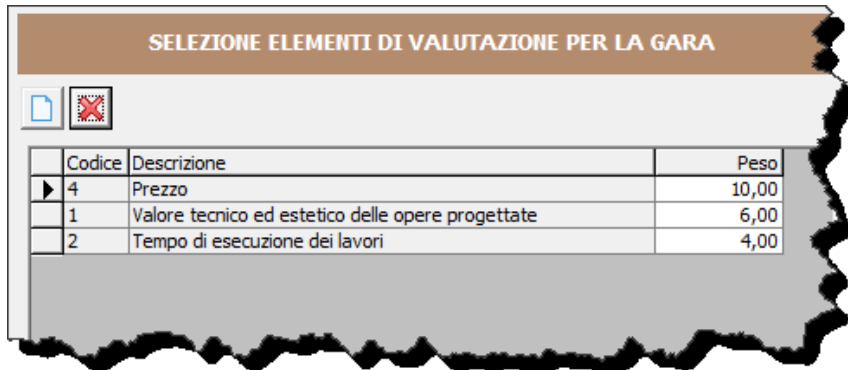 SELEZIONE ELEMENTI DI VALUTAZIONE PER LA GARA
Codice Descrizione Peso
4 Prezzo 10,00
1 Valore tecnico ed estetico delle opere progettate 6,00
2 Tempo di esecuzione dei lavori 4,00